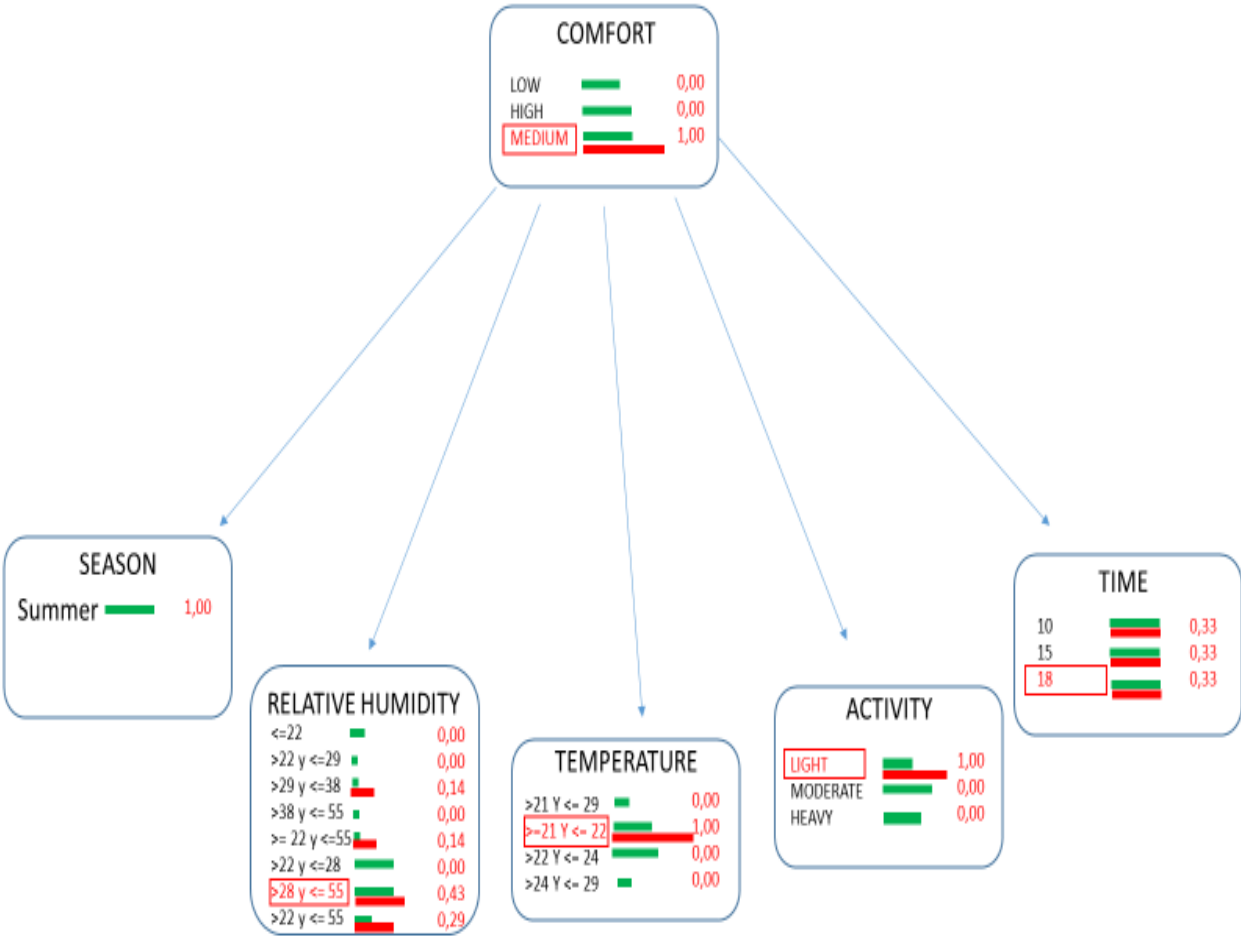 COMFORT
LOW 0,00
HIGH 0,00
MEDIUM 1,00
SEASON
Summer 1,00
RELATIVE HUMIDITY
<=22 0,00
>22 y <=29 0,00
>29 y <=38 0,14
>38 y <= 55 0,00
>= 22 y <=55 0,14
>22 y <=28 0,00
>28 y <= 55 0,43
>22 y <= 55 0,29
TEMPERATURE
>21 Y <= 29 0,00
>=21 Y <= 22 1,00
>22 Y <= 24 0,00
>24 Y <= 29 0,00
ACTIVITY
LIGHT 1,00
MODERATE 0,00
HEAVY 0,00
TIME
10 0,33
15 0,33
18 0,33